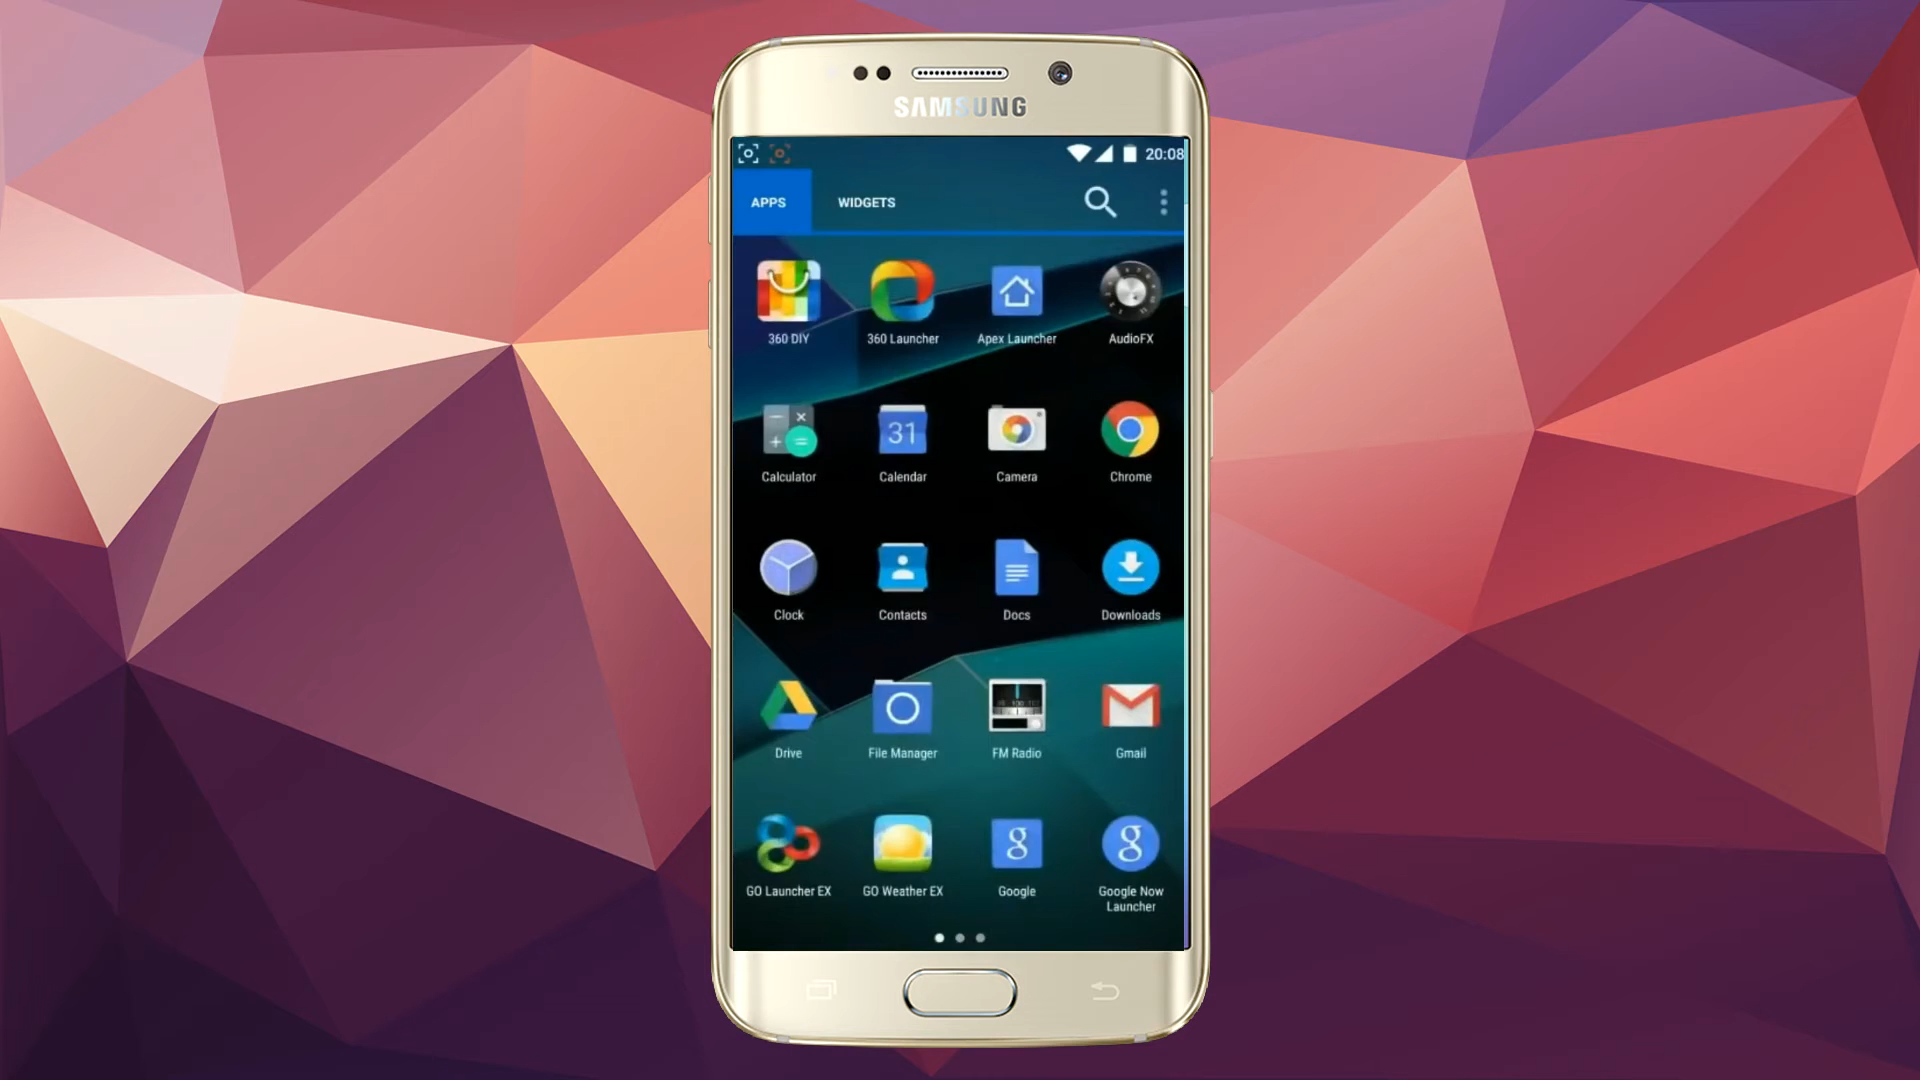 SAMSUNG
20:08
APPS WIDGETS
360 DIY 360 Launcher Apex Launcher AudioFX
31
Calculator Calendar Camera Chrome
Clock Contacts Docs Downloads
Drive File Manager FM Radio Gmail
g g
GO Launcher EX GO Weather EX Google Google Now
Launcher